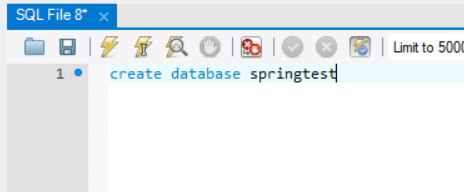 SQL File 8*
Limit to 5000
1
create database springtest